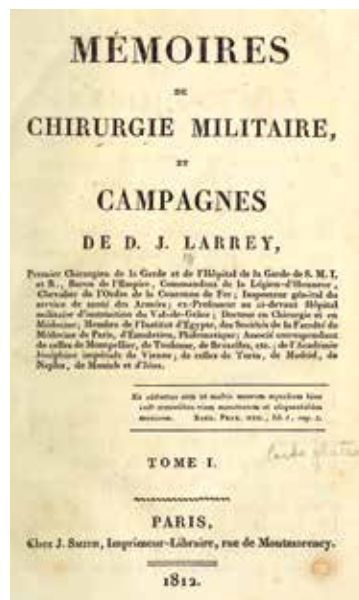 MÉMOIRES
DE
CHIRURGIE MILITAIRE,
ET
CAMPAGNES
DE D. J. LARREY,
Premier Chirurgien de la Garde et de l'Hôpital de la Garde de S. M. I.
et R., Baron de l'Empire, Commandant de la Légion-d'Honneur,
Chevalier de l'Ordre de la Couronne de Fer; Inspecteur général du
service de santé des Armées; ex-Professeur au ci-devant Hôpital
militaire d'instruction du Val-de-Grâce; Docteur en Chirurgie et en
Médecine; Membre de l'Institut d'Égypte, des Sociétés de la Faculté de
Médecine de Paris, d'Émulation, Philomatique; Associé correspondant
de celles de Montpellier, de Toulouse, de Bruxelles, etc.; de l'Académie
Joséphine impériale de Vienne; de celles de Turin, de Madrid, de
Naples, de Munich et d'Jéna.
TOME I.
PARIS,
Chez J. Smith, Imprimeur-Libraire, rue de Montmorency.
1812.